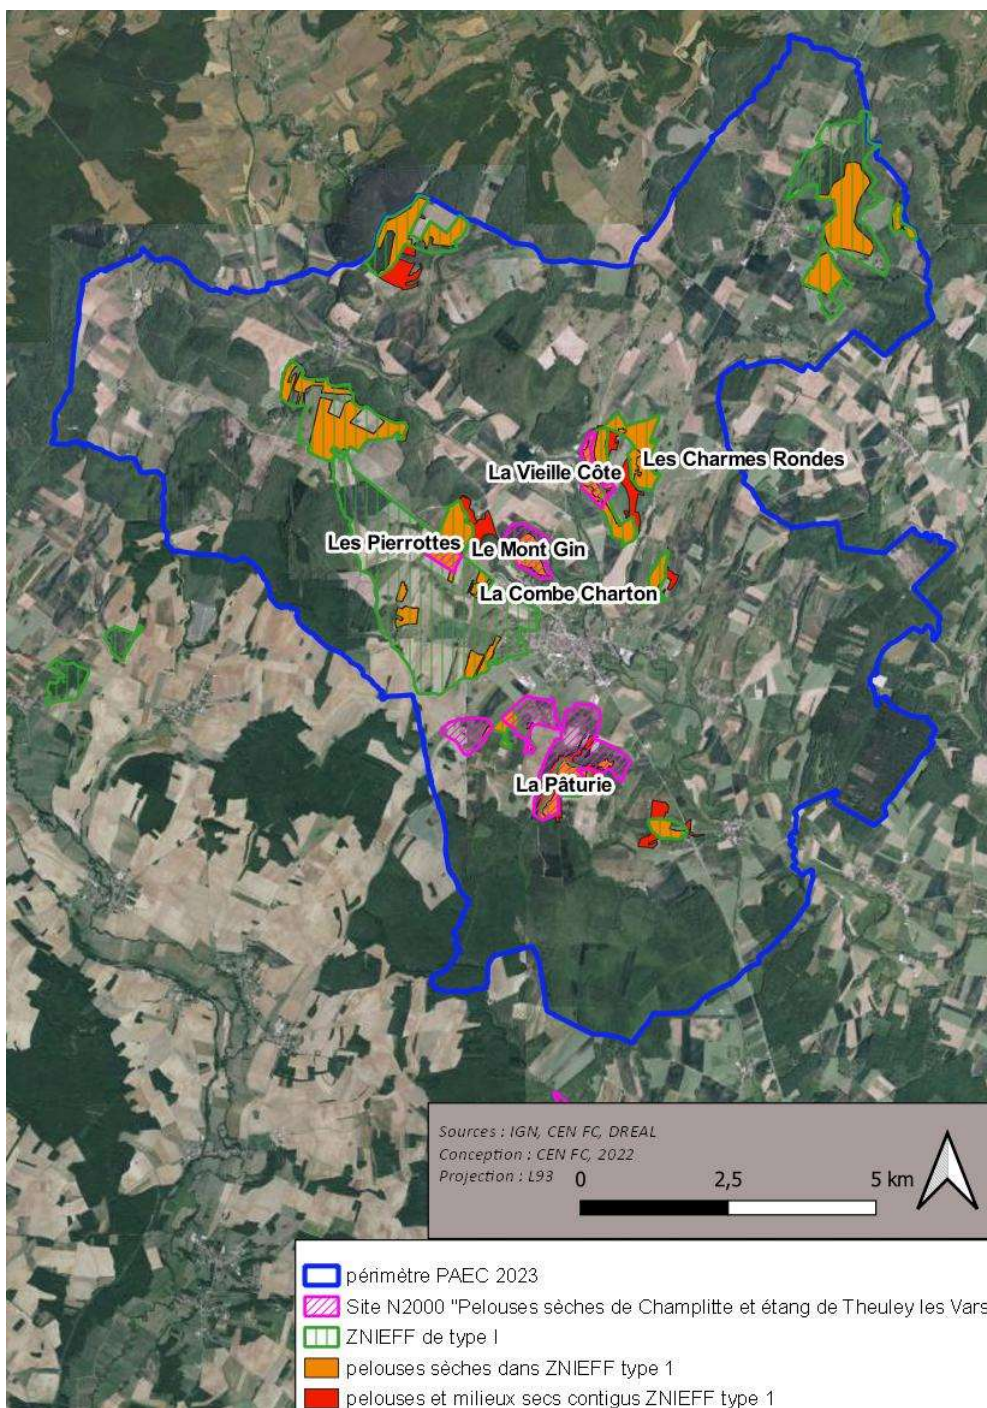 La Vieille Côte
Les Charmes Rondes
Les Pierrottes
Le Mont Gin
La Combe Charton
La Pâturie
Sources : IGN, CEN FC, DREAL
Conception : CEN FC, 2022
Projection : L93
0 2,5 5 km
périmètre PAEC 2023
Site N2000 "Pelouses sèches de Champlitte et étang de Theuley les Vars
ZNIEFF de type I
pelouses sèches dans ZNIEFF type 1
pelouses et milieux secs contigus ZNIEFF type 1